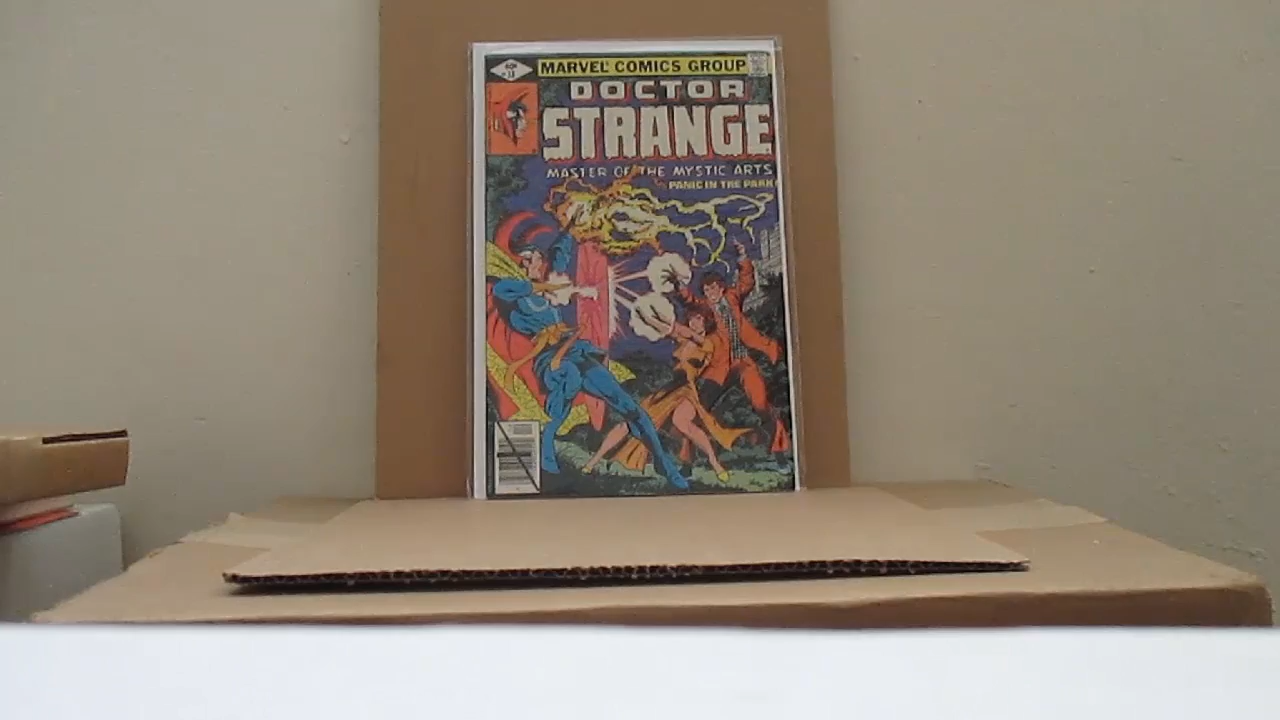 MARVEL COMICS GROUP
DOCTOR
STRANGE
MASTER OF THE MYSTIC ARTS
PANIC IN THE PARK